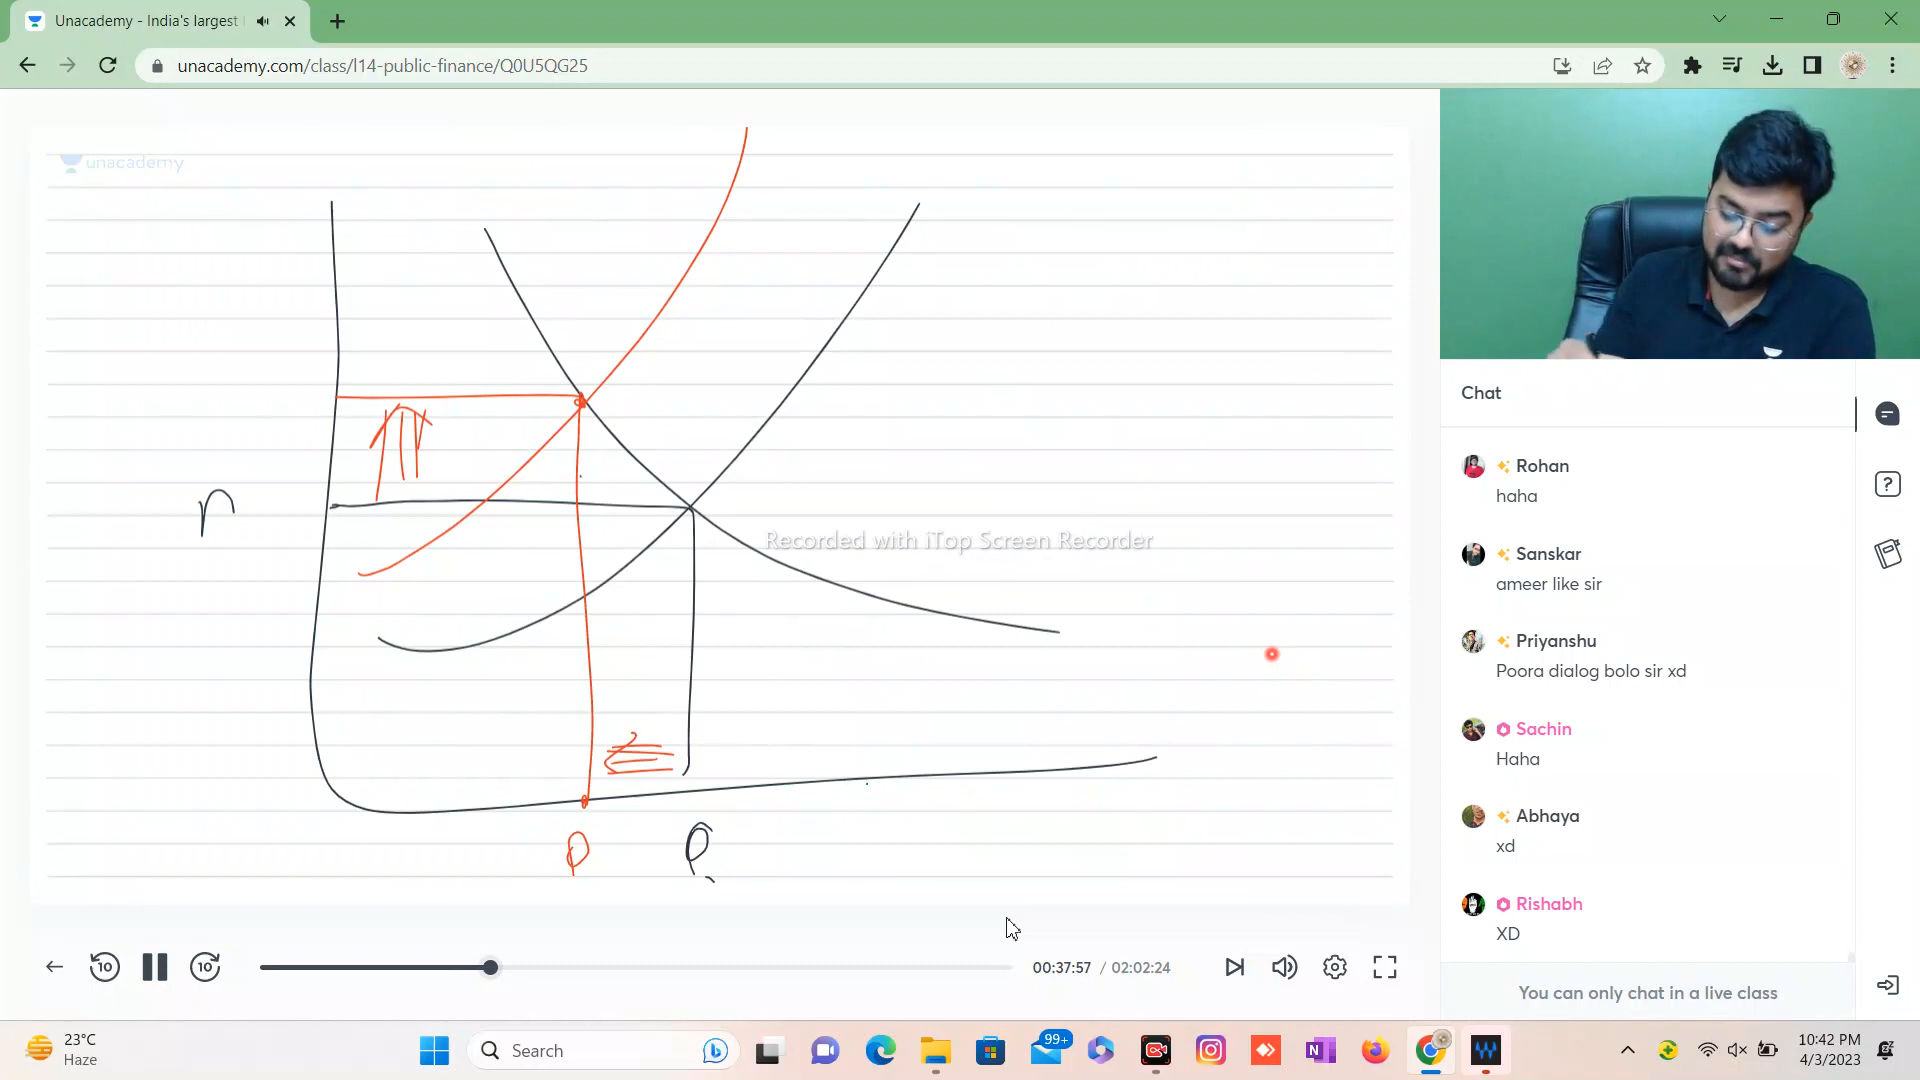 Unacademy - India's largest
unacademy.com/class/l14-public-finance/Q0U5QG25
unacademy
r
Recorded with iTop Screen Recorder
Q
10
10
00:37:57 / 02:02:24
Chat
Rohan
haha
Sanskar
ameer like sir
Priyanshu
Poora dialog bolo sir xd
Sachin
Haha
Abhaya
xd
Rishabh
XD
You can only chat in a live class
23°C
Haze
Search
99+
10:42 PM
4/3/2023